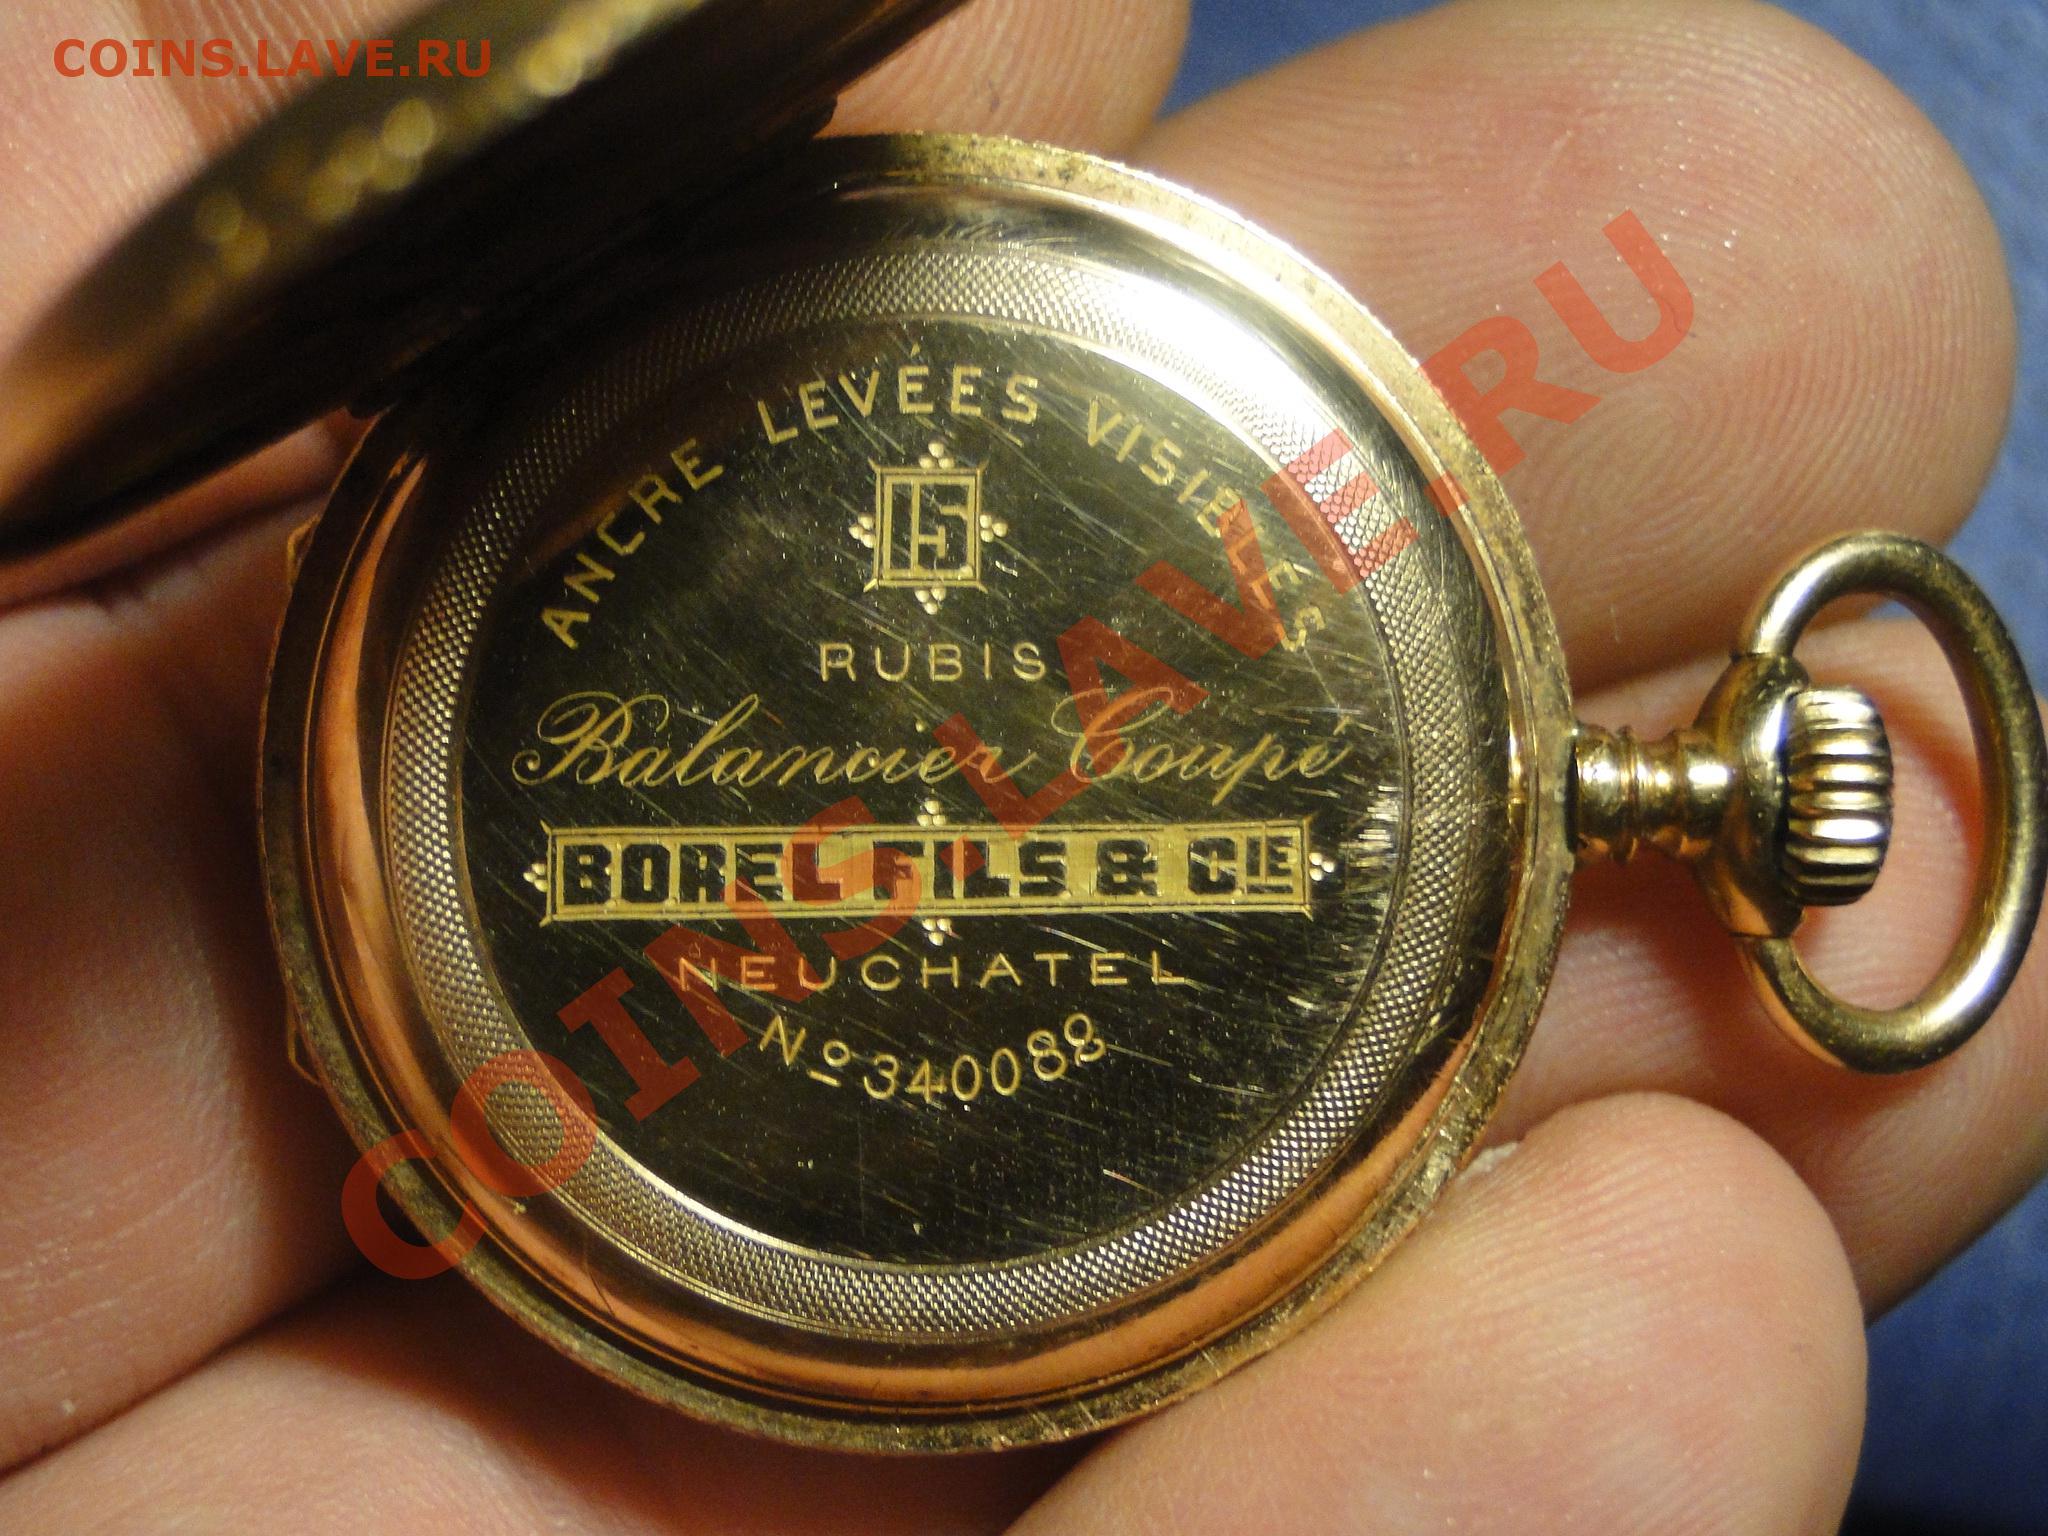 COINS.LAVE.RU
ANCRE LEVÉES VISIBLES
15
RUBIS
Balancier Coupé
BOREL FILS & CIE
NEUCHATEL
No 340088
COINS.LAVE.RU